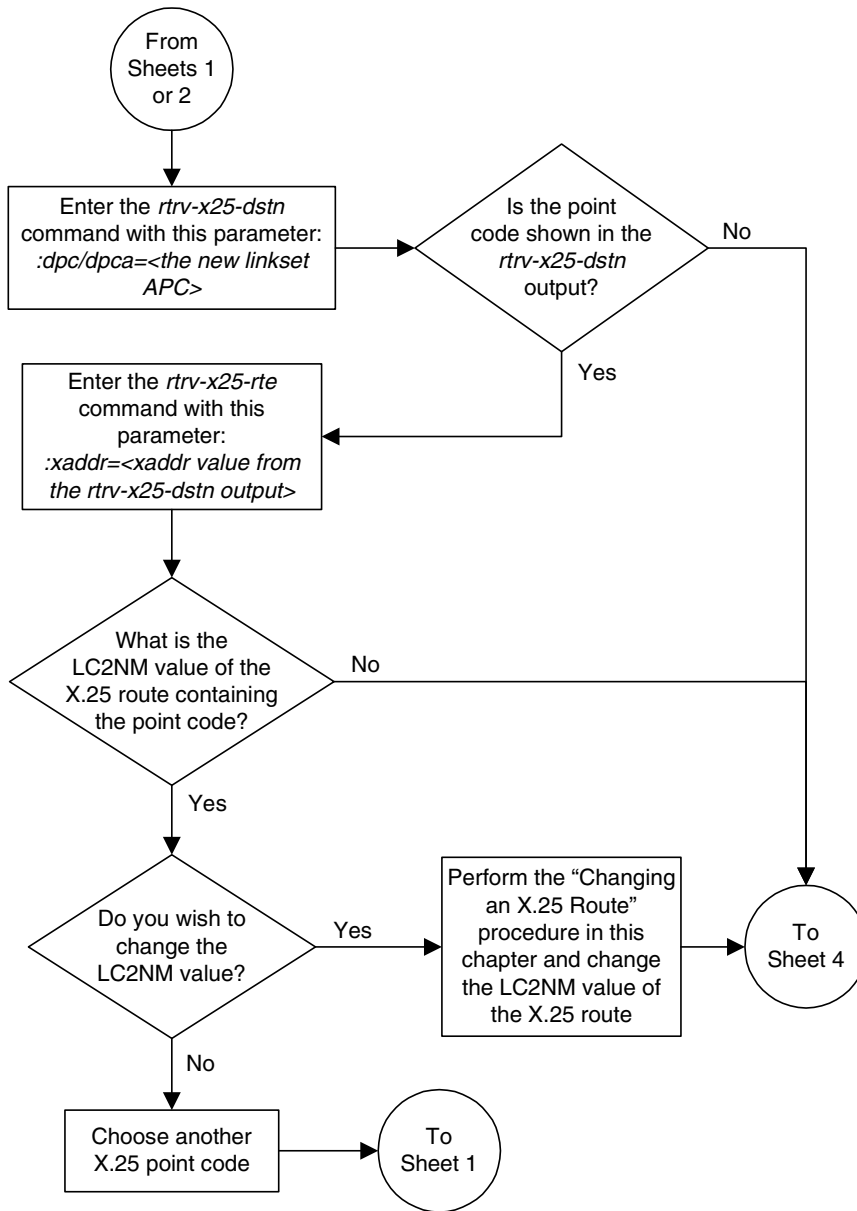 From
Sheets 1
or 2
Enter the rtrv-x25-dstn
command with this parameter:
:dpc/dpca=<the new linkset
APC>
Is the point
code shown in the
rtrv-x25-dstn
output?
No
Yes
Enter the rtrv-x25-rte
command with this
parameter:
:xaddr=<xaddr value from
the rtrv-x25-dstn output>
What is the
LC2NM value of the
X.25 route containing
the point code?
No
Yes
Do you wish to
change the
LC2NM value?
Yes
Perform the “Changing
an X.25 Route”
procedure in this
chapter and change
the LC2NM value of
the X.25 route
To
Sheet 4
No
Choose another
X.25 point code
To
Sheet 1